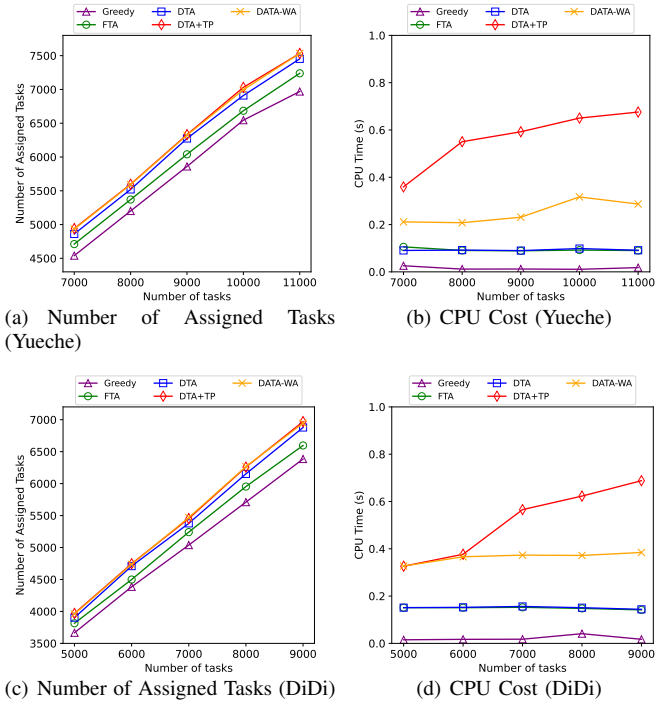 Greedy DTA DATA-WA
FTA DTA+TP
Number of Assigned Tasks
7500
7000
6500
6000
5500
5000
4500
7000 8000 9000 10000 11000
Number of tasks
(a) Number of Assigned Tasks
(Yueche)
Greedy DTA DATA-WA
FTA DTA+TP
CPU Time (s)
1.0
0.8
0.6
0.4
0.2
0.0
7000 8000 9000 10000 11000
Number of tasks
(b) CPU Cost (Yueche)
Greedy DTA DATA-WA
FTA DTA+TP
Number of Assigned Tasks
7000
6500
6000
5500
5000
4500
4000
3500
5000 6000 7000 8000 9000
Number of tasks
(c) Number of Assigned Tasks (DiDi)
Greedy DTA DATA-WA
FTA DTA+TP
CPU Time (s)
1.0
0.8
0.6
0.4
0.2
0.0
5000 6000 7000 8000 9000
Number of tasks
(d) CPU Cost (DiDi)